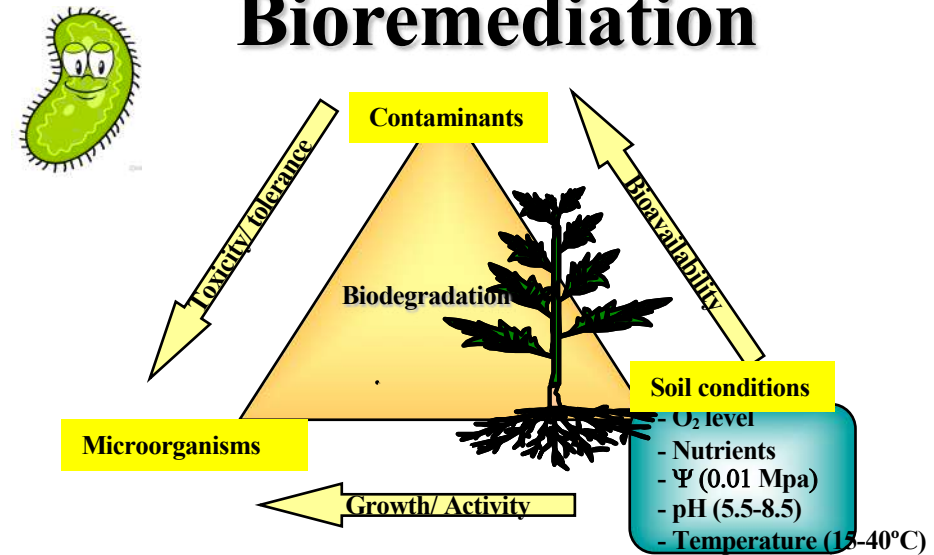 Bioremediation
Contaminants
Toxicity/ tolerance
Bioavailability
Biodegradation
Soil conditions
- O₂ level
- Nutrients
- Ψ (0.01 Mpa)
- pH (5.5-8.5)
- Temperature (15-40ºC)
Microorganisms
Growth/ Activity